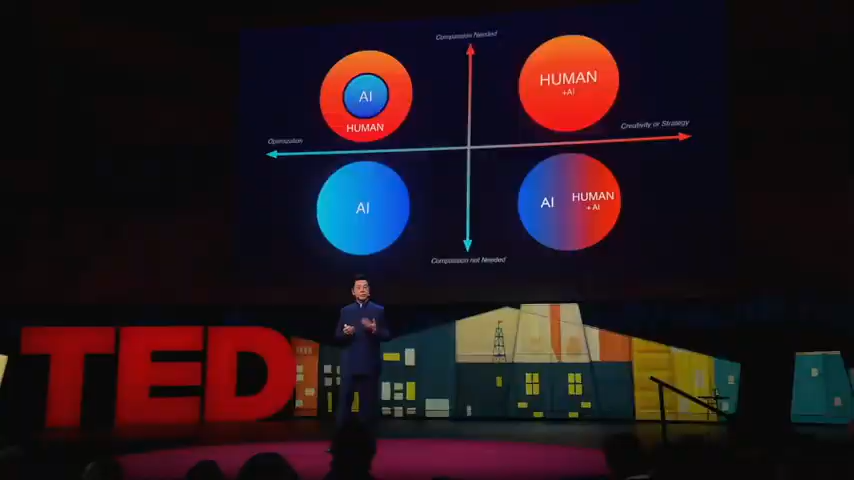 Compassion Needed
HUMAN
+AI
AI
HUMAN
Creativity or Strategy
Optimization
AI
AI
HUMAN
+ AI
Compassion not Needed
TED